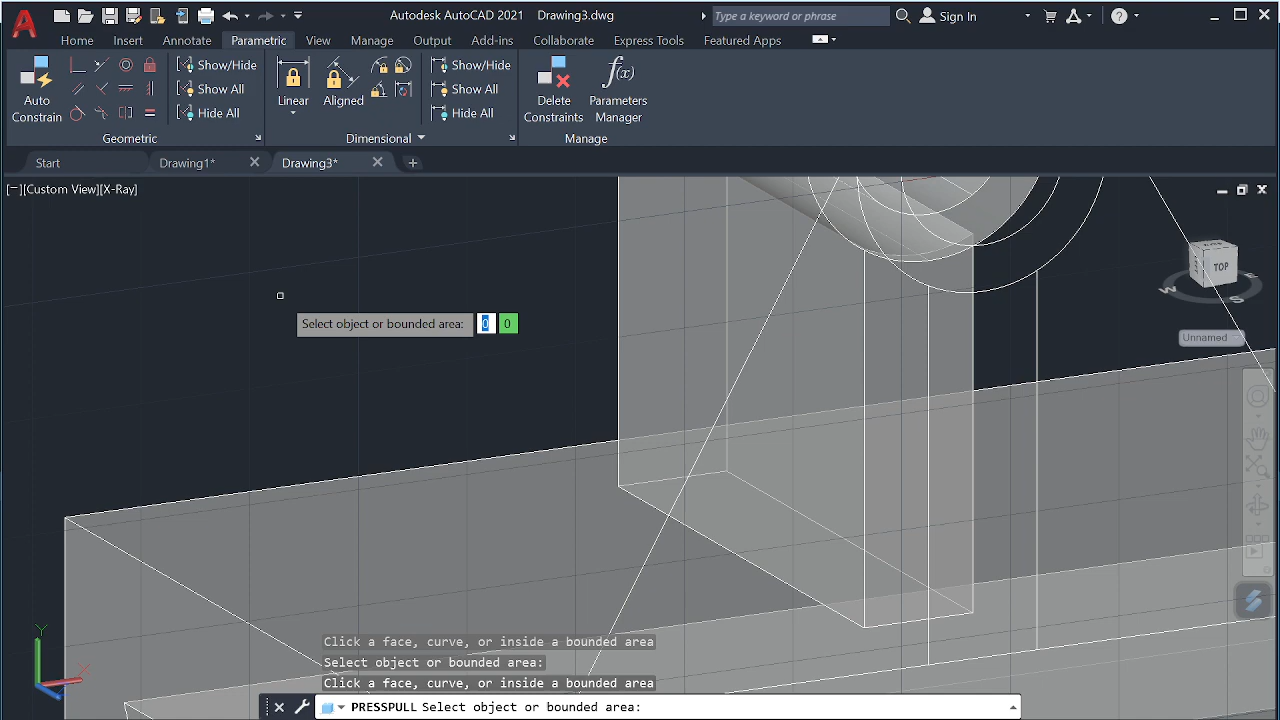 Autodesk AutoCAD 2021 Drawing3.dwg
Type a keyword or phrase
Sign In
Home Insert Annotate Parametric View Manage Output Add-ins Collaborate Express Tools Featured Apps
Auto
Constrain
Show/Hide
Show All
Hide All
Geometric
Linear
Aligned
Show/Hide
Show All
Hide All
Dimensional
Delete
Constraints
f(x)
Parameters
Manager
Manage
Start Drawing1* Drawing3*
[−][Custom View][X-Ray]
TOP
W
E
S
Unnamed
Select object or bounded area: 0 0
Y
X
Click a face, curve, or inside a bounded area
Select object or bounded area:
Click a face, curve, or inside a bounded area
PRESSPULL Select object or bounded area: